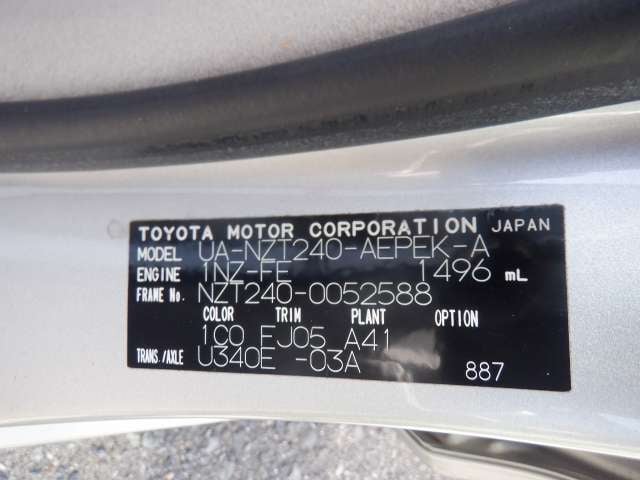 TOYOTA MOTOR CORPORATION JAPAN
MODEL UA-NZT240-AEPEK-A
ENGINE 1NZ-FE 1496 mL
FRAME No. NZT240-0052588
COLOR TRIM PLANT OPTION
1C0 EJ05 A41
TRANS./AXLE U340E -03A
887